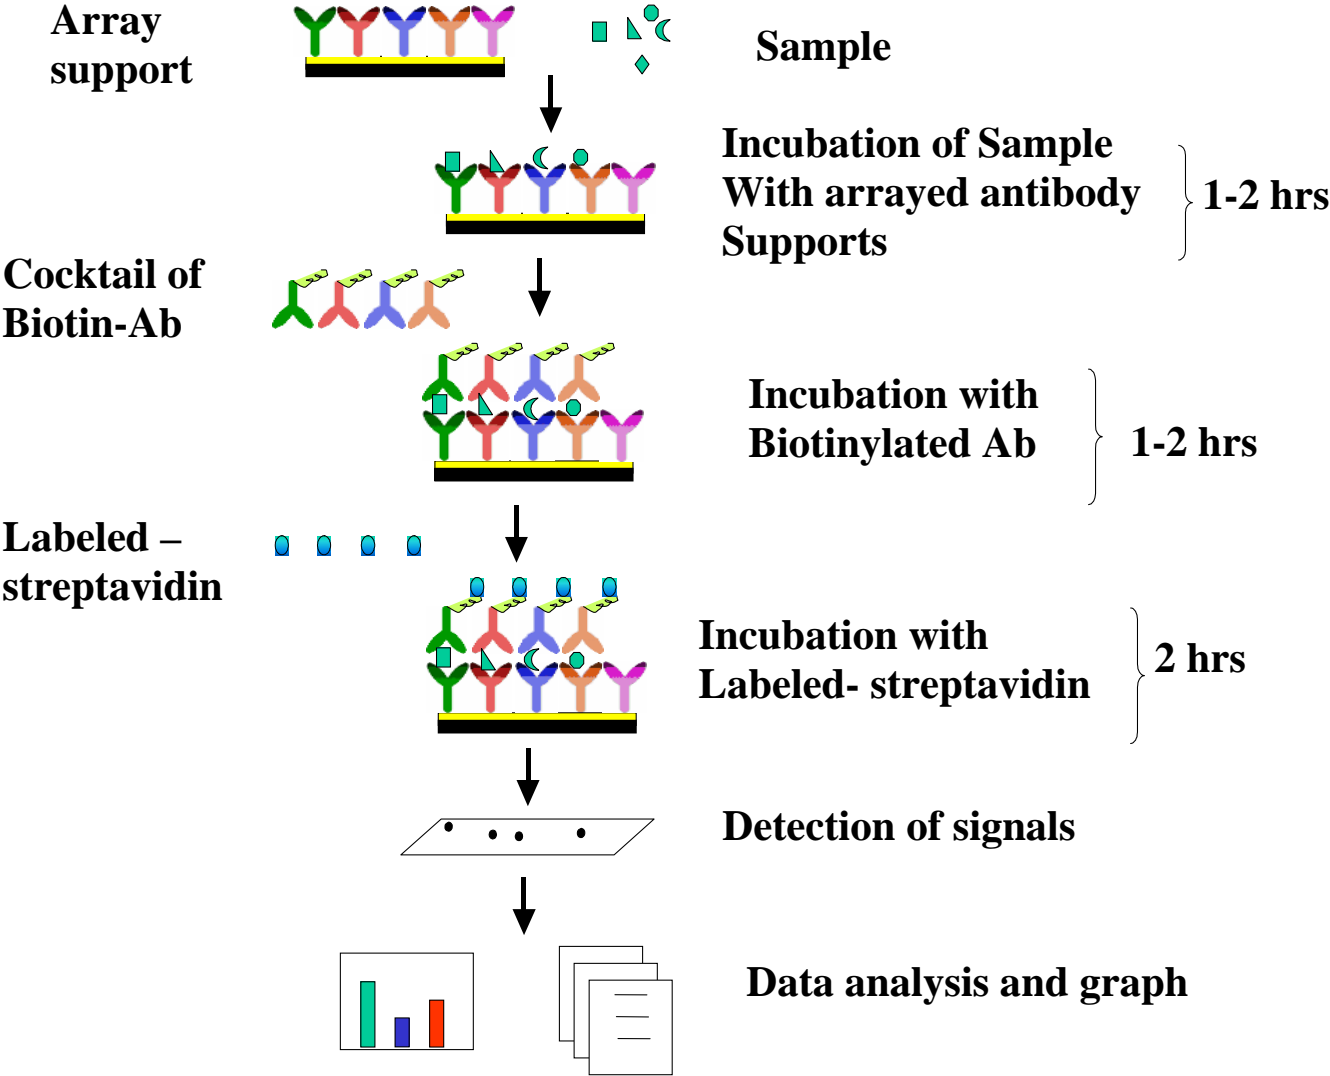 Array
support
Sample
Incubation of Sample
With arrayed antibody
Supports
1-2 hrs
Cocktail of
Biotin-Ab
Incubation with
Biotinylated Ab
1-2 hrs
Labeled –
streptavidin
Incubation with
Labeled- streptavidin
2 hrs
Detection of signals
Data analysis and graph